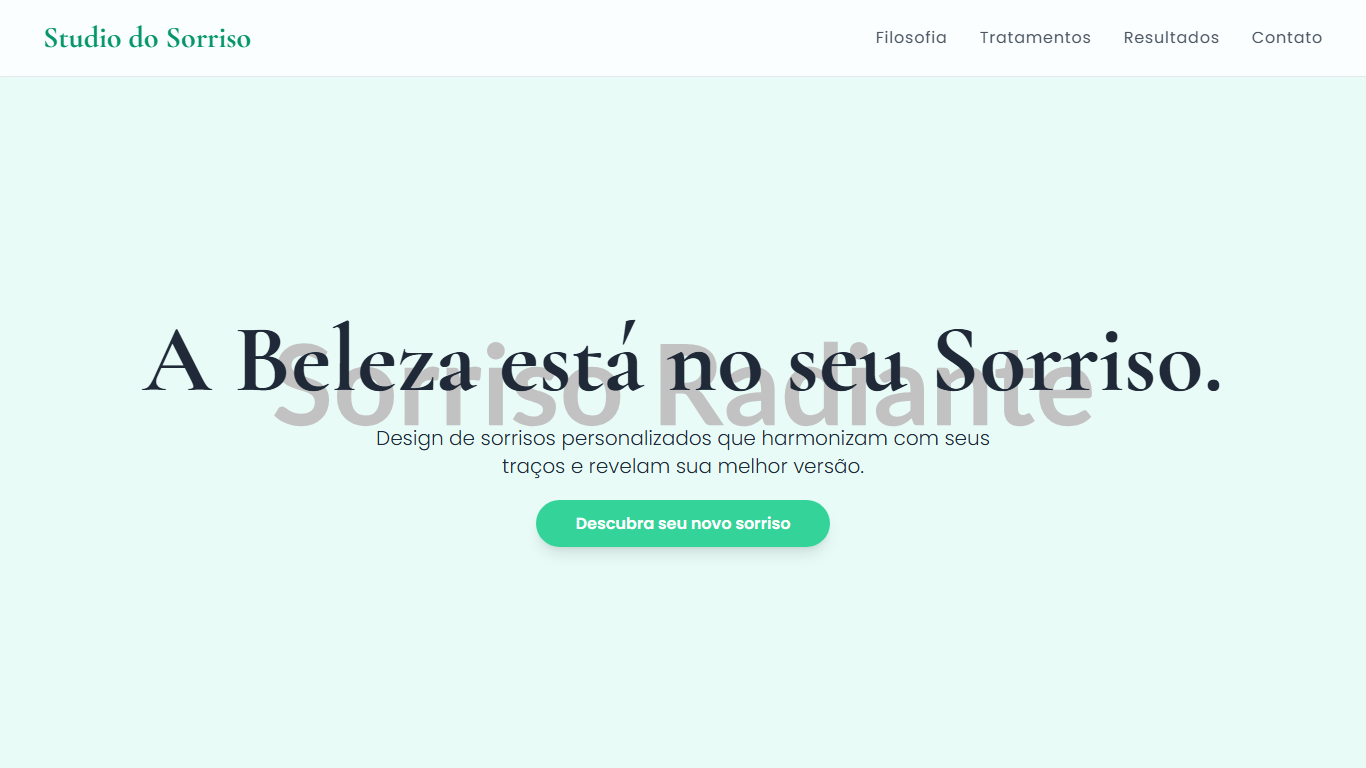 Studio do Sorriso
Filosofia
Tratamentos
Resultados
Contato
A Beleza está no seu Sorriso.
Sorriso Radiante
Design de sorrisos personalizados que harmonizam com seus
traços e revelam sua melhor versão.
Descubra seu novo sorriso